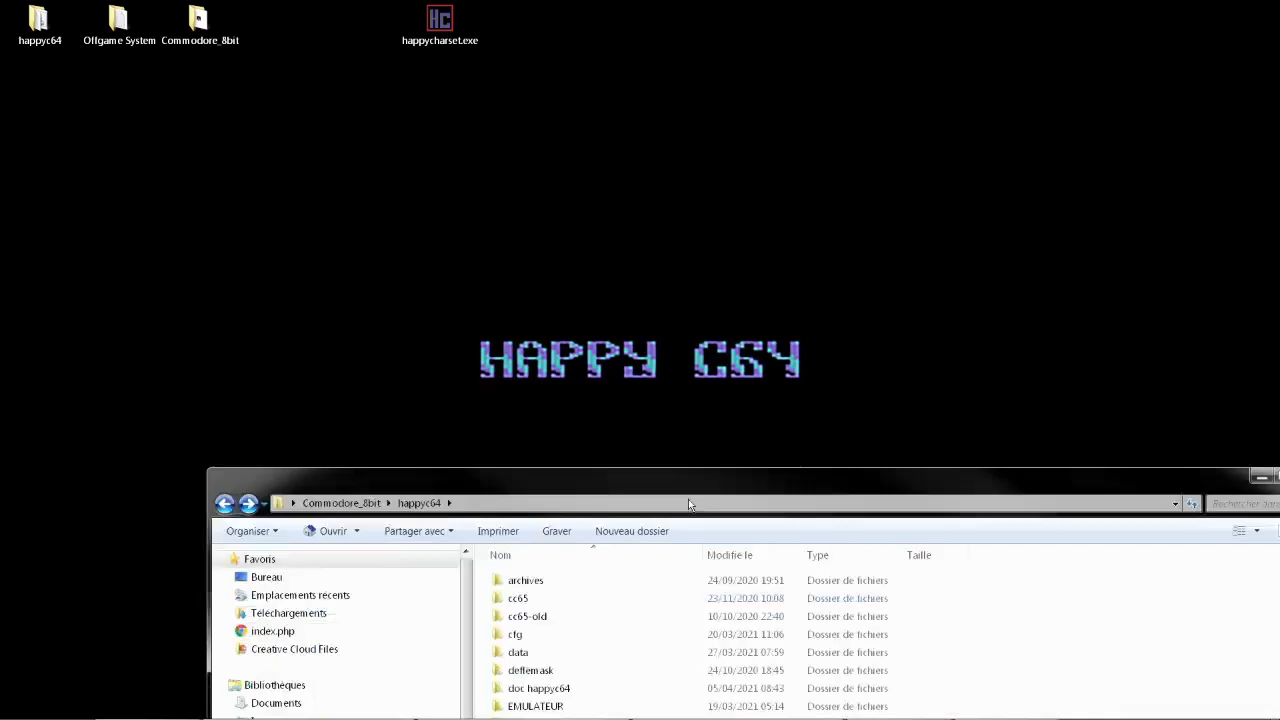 happyc64 Offgame System Commodore_8bit happycharset.exe
HAPPY C64
Commodore_8bit happyc64
Organiser Ouvrir Partager avec Imprimer Graver Nouveau dossier
Favoris
Bureau
Emplacements récents
Téléchargements
index.php
Creative Cloud Files
Bibliothèques
Documents
Nom Modifié le Type Taille
archives 24/09/2020 19:51 Dossier de fichiers
cc65 23/11/2020 10:08 Dossier de fichiers
cc65-old 10/10/2020 22:40 Dossier de fichiers
cfg 20/03/2021 11:06 Dossier de fichiers
data 27/03/2021 07:59 Dossier de fichiers
deflemask 24/10/2020 18:45 Dossier de fichiers
doc happyc64 05/04/2021 08:43 Dossier de fichiers
EMULATEUR 19/03/2021 05:14 Dossier de fichiers